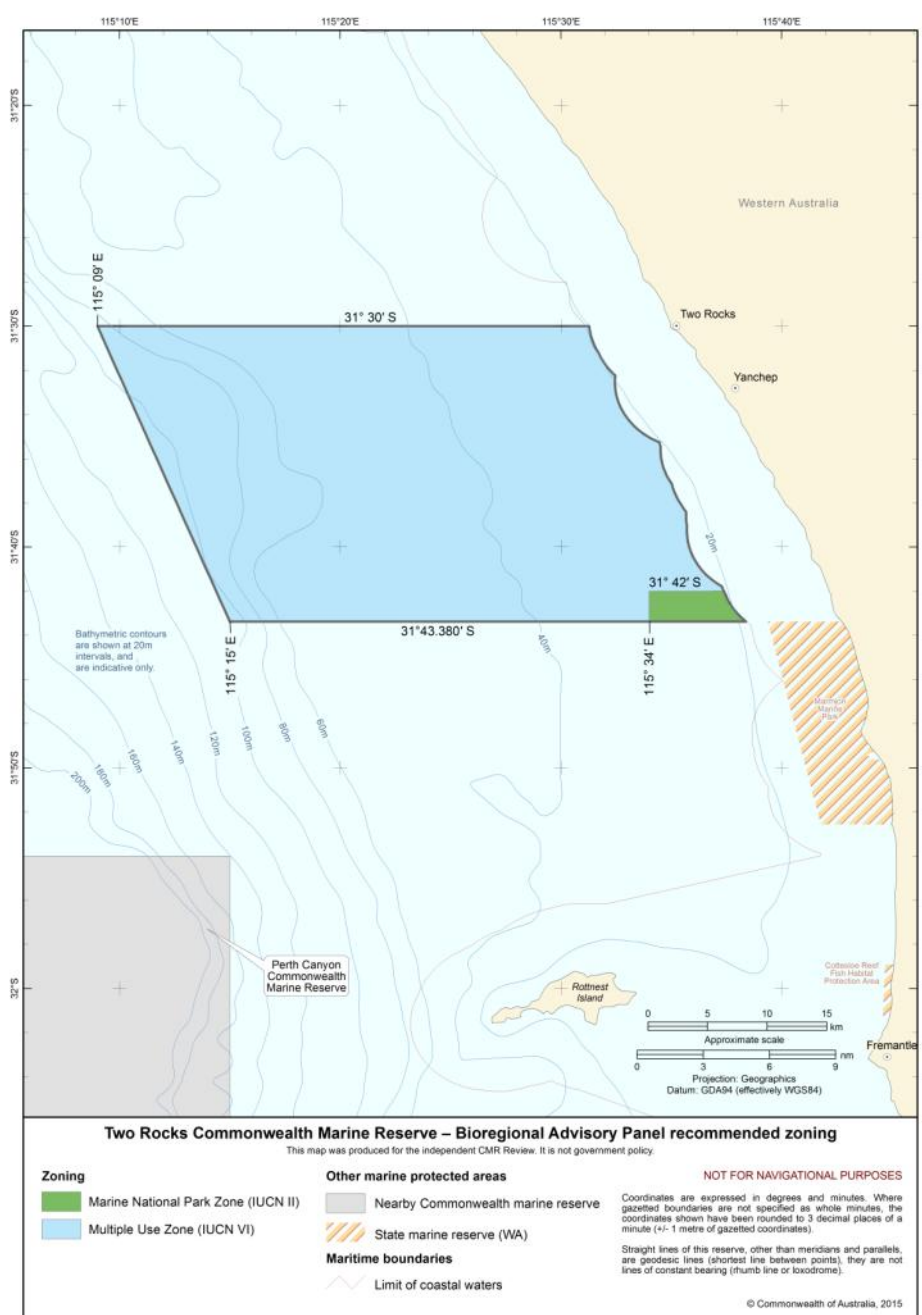 115°10'E 115°20'E 115°30'E 115°40'E
31°20'S
Western Australia
115° 09' E
31°30'S
31° 30' S
Two Rocks
Yanchep
31°40'S
20m
31° 42' S
Bathymetric contours
are shown at 20m
intervals, and
are indicative only.
115° 15' E
31°43.380' S
40m
115° 34' E
Marmion
Marine
Park
31°50'S
200m
180m
160m
140m
120m
100m
80m
60m
Perth Canyon
Commonwealth
Marine Reserve
Cottesloe Reef
Fish Habitat
Protection Area
32°S
Rottnest
Island
0 5 10 15
km
Approximate scale
0 3 6 9
nm
Fremantle
Projection: Geographics
Datum: GDA94 (effectively WGS84)
Two Rocks Commonwealth Marine Reserve – Bioregional Advisory Panel recommended zoning
This map was produced for the independent CMR Review. It is not government policy.
Zoning
Marine National Park Zone (IUCN II)
Multiple Use Zone (IUCN VI)
Other marine protected areas
Nearby Commonwealth marine reserve
State marine reserve (WA)
Maritime boundaries
Limit of coastal waters
NOT FOR NAVIGATIONAL PURPOSES
Coordinates are expressed in degrees and minutes. Where
gazetted boundaries are not specified as whole minutes, the
coordinates shown have been rounded to 3 decimal places of a
minute (+/- 1 metre of gazetted coordinates).
Straight lines of this reserve, other than meridians and parallels,
are geodesic lines (shortest line between points), they are not
lines of constant bearing (rhumb line or loxodrome).
© Commonwealth of Australia, 2015